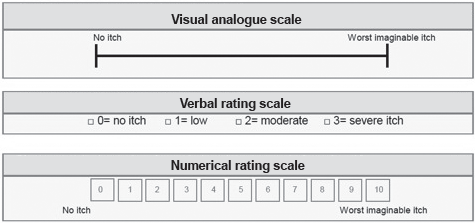 Visual analogue scale
No itch Worst imaginable itch
Verbal rating scale
□ 0= no itch □ 1= low □ 2= moderate □ 3= severe itch
Numerical rating scale
0 1 2 3 4 5 6 7 8 9 10
No itch Worst imaginable itch